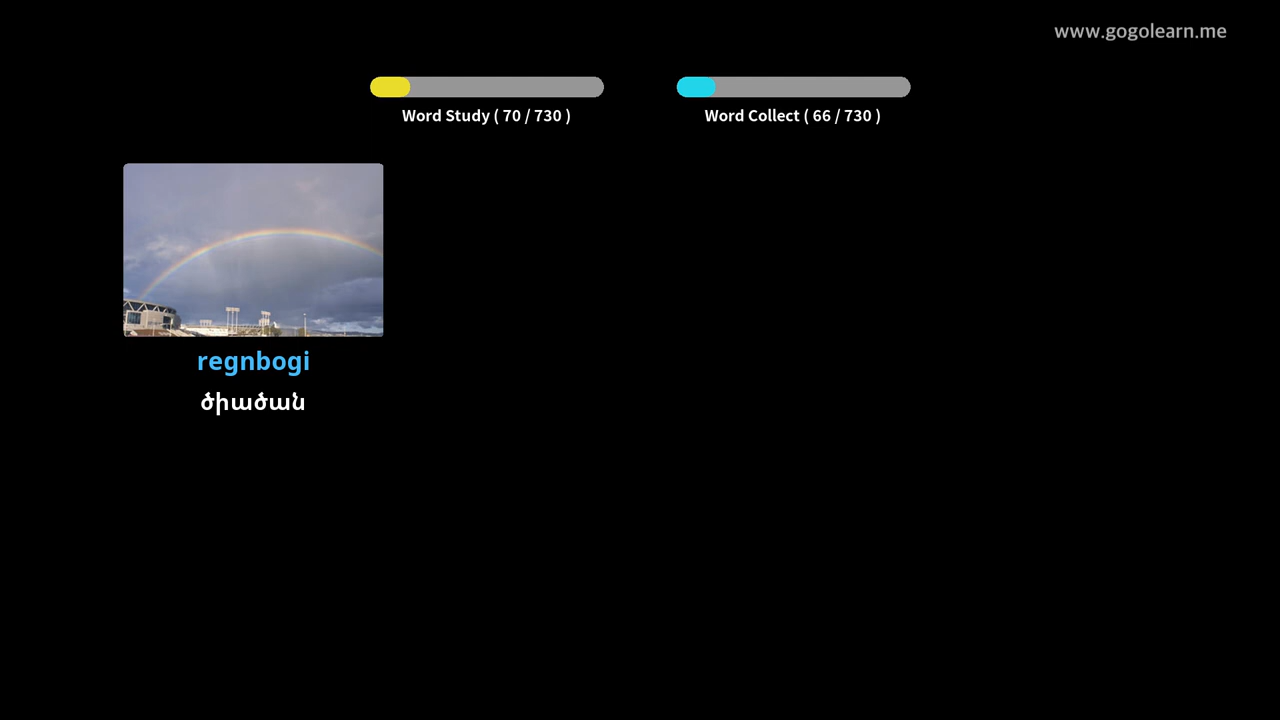 www.gogolearn.me
Word Study ( 70 / 730 )
Word Collect ( 66 / 730 )
regnbogi
ծիածան